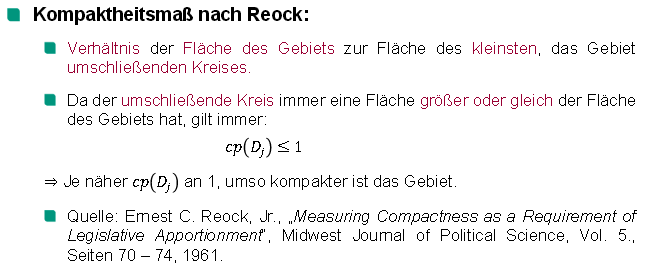 Kompaktheitsmaß nach Reock:
Verhältnis der Fläche des Gebiets zur Fläche des kleinsten, das Gebiet
umschließenden Kreises.
Da der umschließende Kreis immer eine Fläche größer oder gleich der Fläche
des Gebiets hat, gilt immer:
cp(D_j) ≤ 1
⇒ Je näher cp(D_j) an 1, umso kompakter ist das Gebiet.
Quelle: Ernest C. Reock, Jr., „Measuring Compactness as a Requirement of
Legislative Apportionment“, Midwest Journal of Political Science, Vol. 5.,
Seiten 70 – 74, 1961.